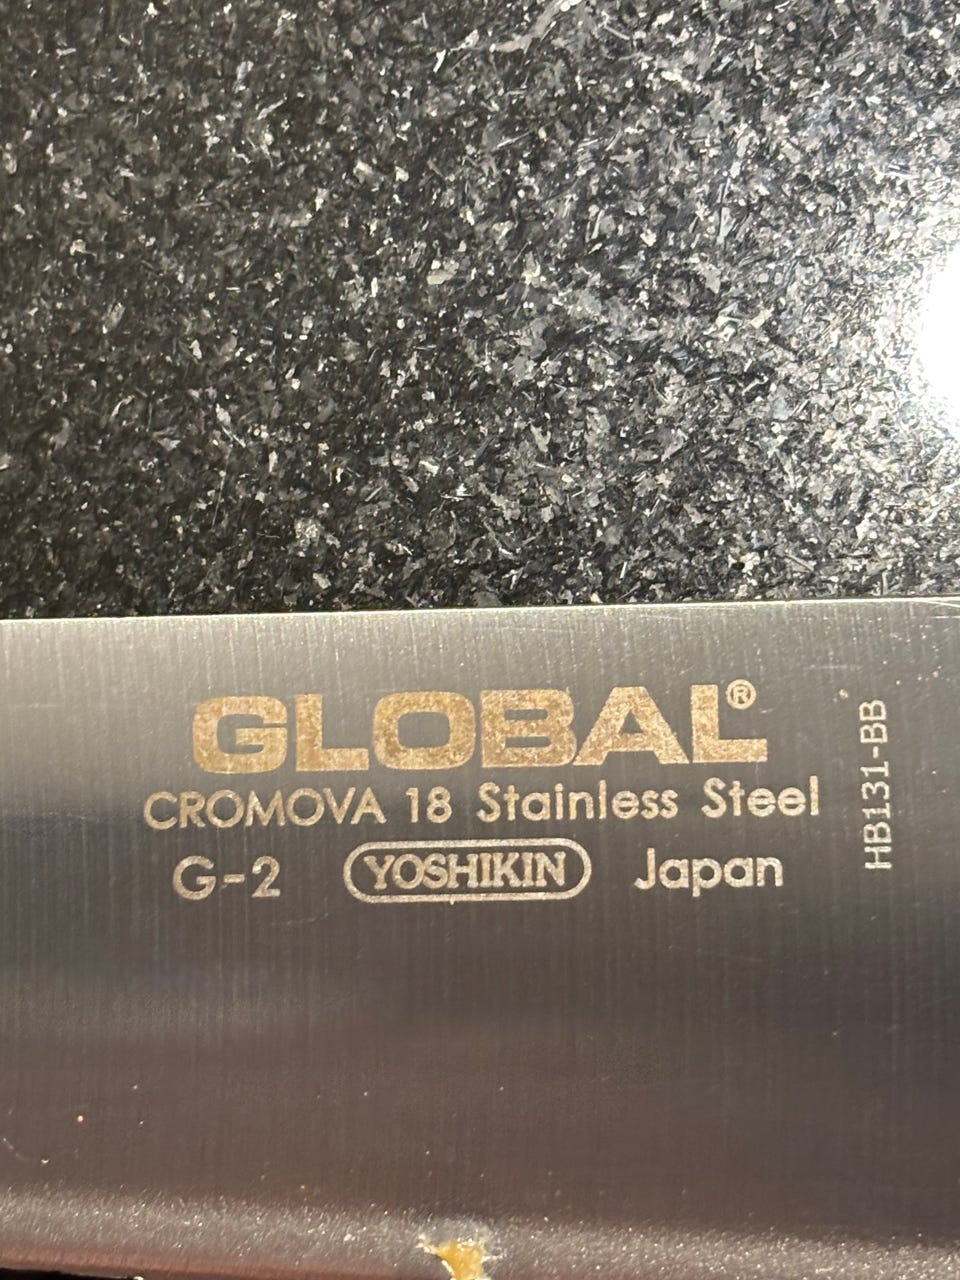 GLOBAL®
CROMOVA 18 Stainless Steel
G-2 YOSHIKIN Japan
HB131-BB